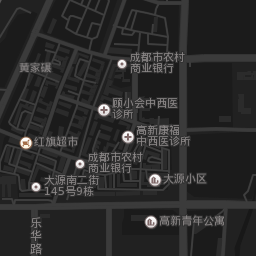 成都市农村
商业银行
黄家碾
顾小会中西医
诊所
高新康福
中西医诊所
红旗超市
成都市农村
商业银行
大源南二街
145号9栋
大源小区
高新青年公寓
乐华路